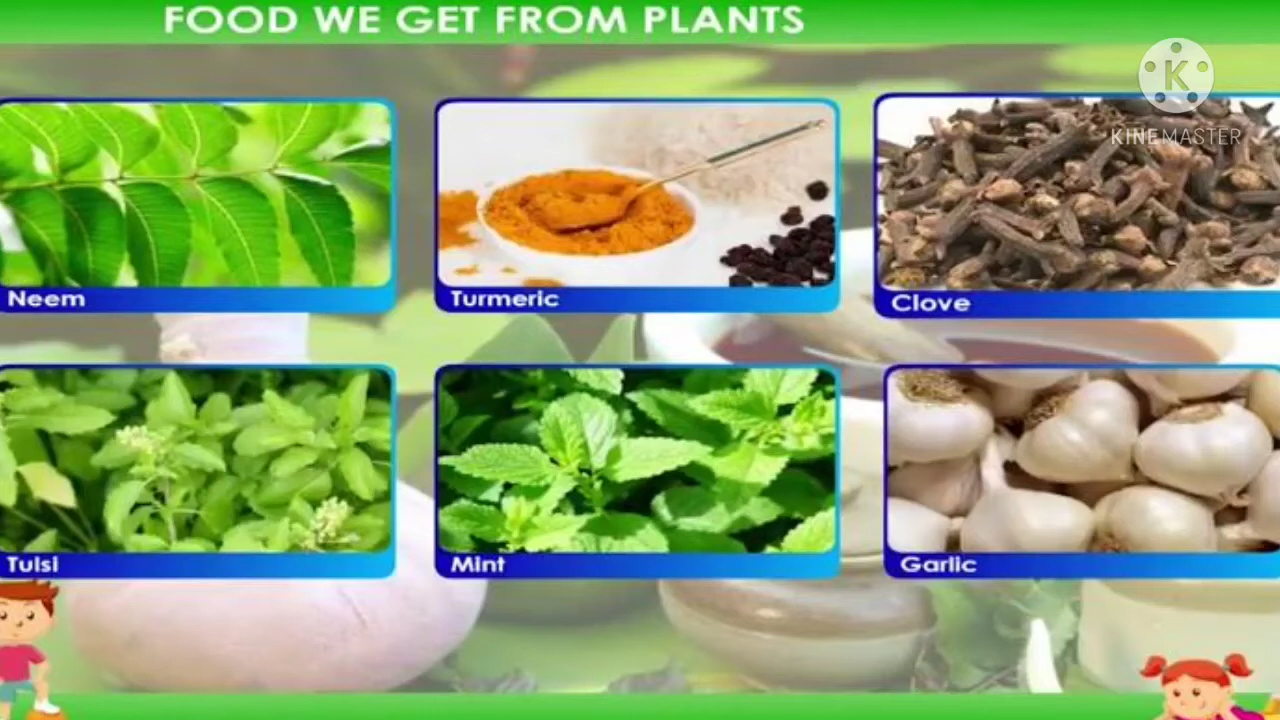 FOOD WE GET FROM PLANTS
K
KINEMASTER
Neem
Turmeric
Clove
Tulsi
Mint
Garlic